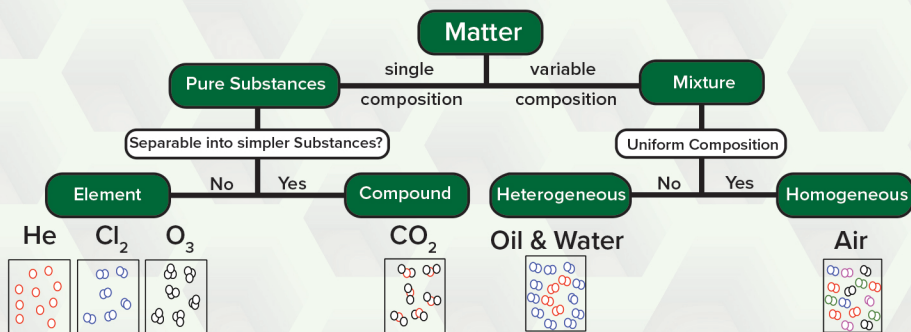 Matter
single
variable
Pure Substances
Mixture
composition
composition
Separable into simpler Substances?
Uniform Composition
No
Yes
No
Yes
Element
Compound
Heterogeneous
Homogeneous
He
Cl₂
O₃
CO₂
Oil & Water
Air